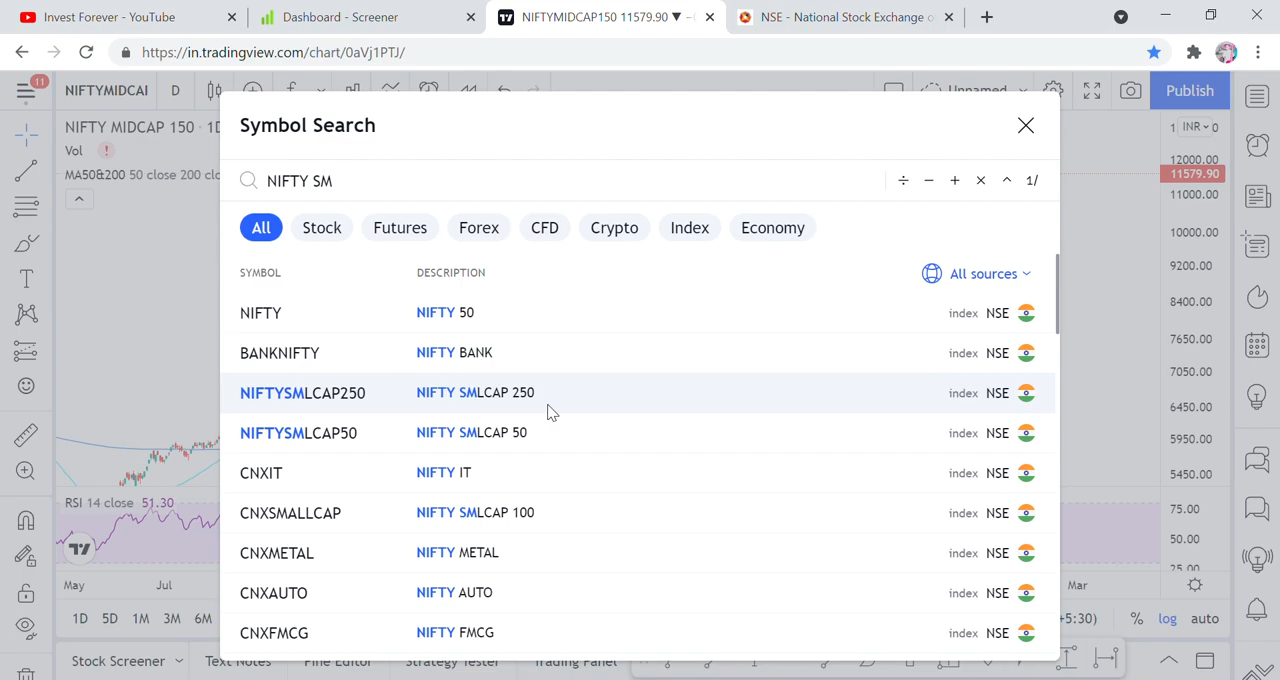 Invest Forever - YouTube
Dashboard - Screener
NIFTYMIDCAP150 11579.90 ▼ –
NSE - National Stock Exchange o
https://in.tradingview.com/chart/0aVj1PTJ/
11
NIFTYMIDCAI
D
Unnamed
Publish
NIFTY MIDCAP 150 · 1D
Vol
MA50&200 50 close 200 clo
INR
12000.00
11579.90
11000.00
10000.00
9200.00
8400.00
7650.00
7050.00
6450.00
5950.00
5450.00
Symbol Search
NIFTY SM
÷ − + × ^ 1/
All
Stock
Futures
Forex
CFD
Crypto
Index
Economy
SYMBOL
DESCRIPTION
All sources
NIFTY NIFTY 50 index NSE
BANKNIFTY NIFTY BANK index NSE
NIFTYSMLCAP250 NIFTY SMLCAP 250 index NSE
NIFTYSMLCAP50 NIFTY SMLCAP 50 index NSE
CNXIT NIFTY IT index NSE
CNXSMALLCAP NIFTY SMLCAP 100 index NSE
CNXMETAL NIFTY METAL index NSE
CNXAUTO NIFTY AUTO index NSE
CNXFMCG NIFTY FMCG index NSE
RSI 14 close 51.30
75.00
50.00
25.00
May
Jul
Mar
1D 5D 1M 3M 6M
+5:30)
%
log
auto
Stock Screener
Text Notes
Pine Editor
Strategy Tester
Trading Panel